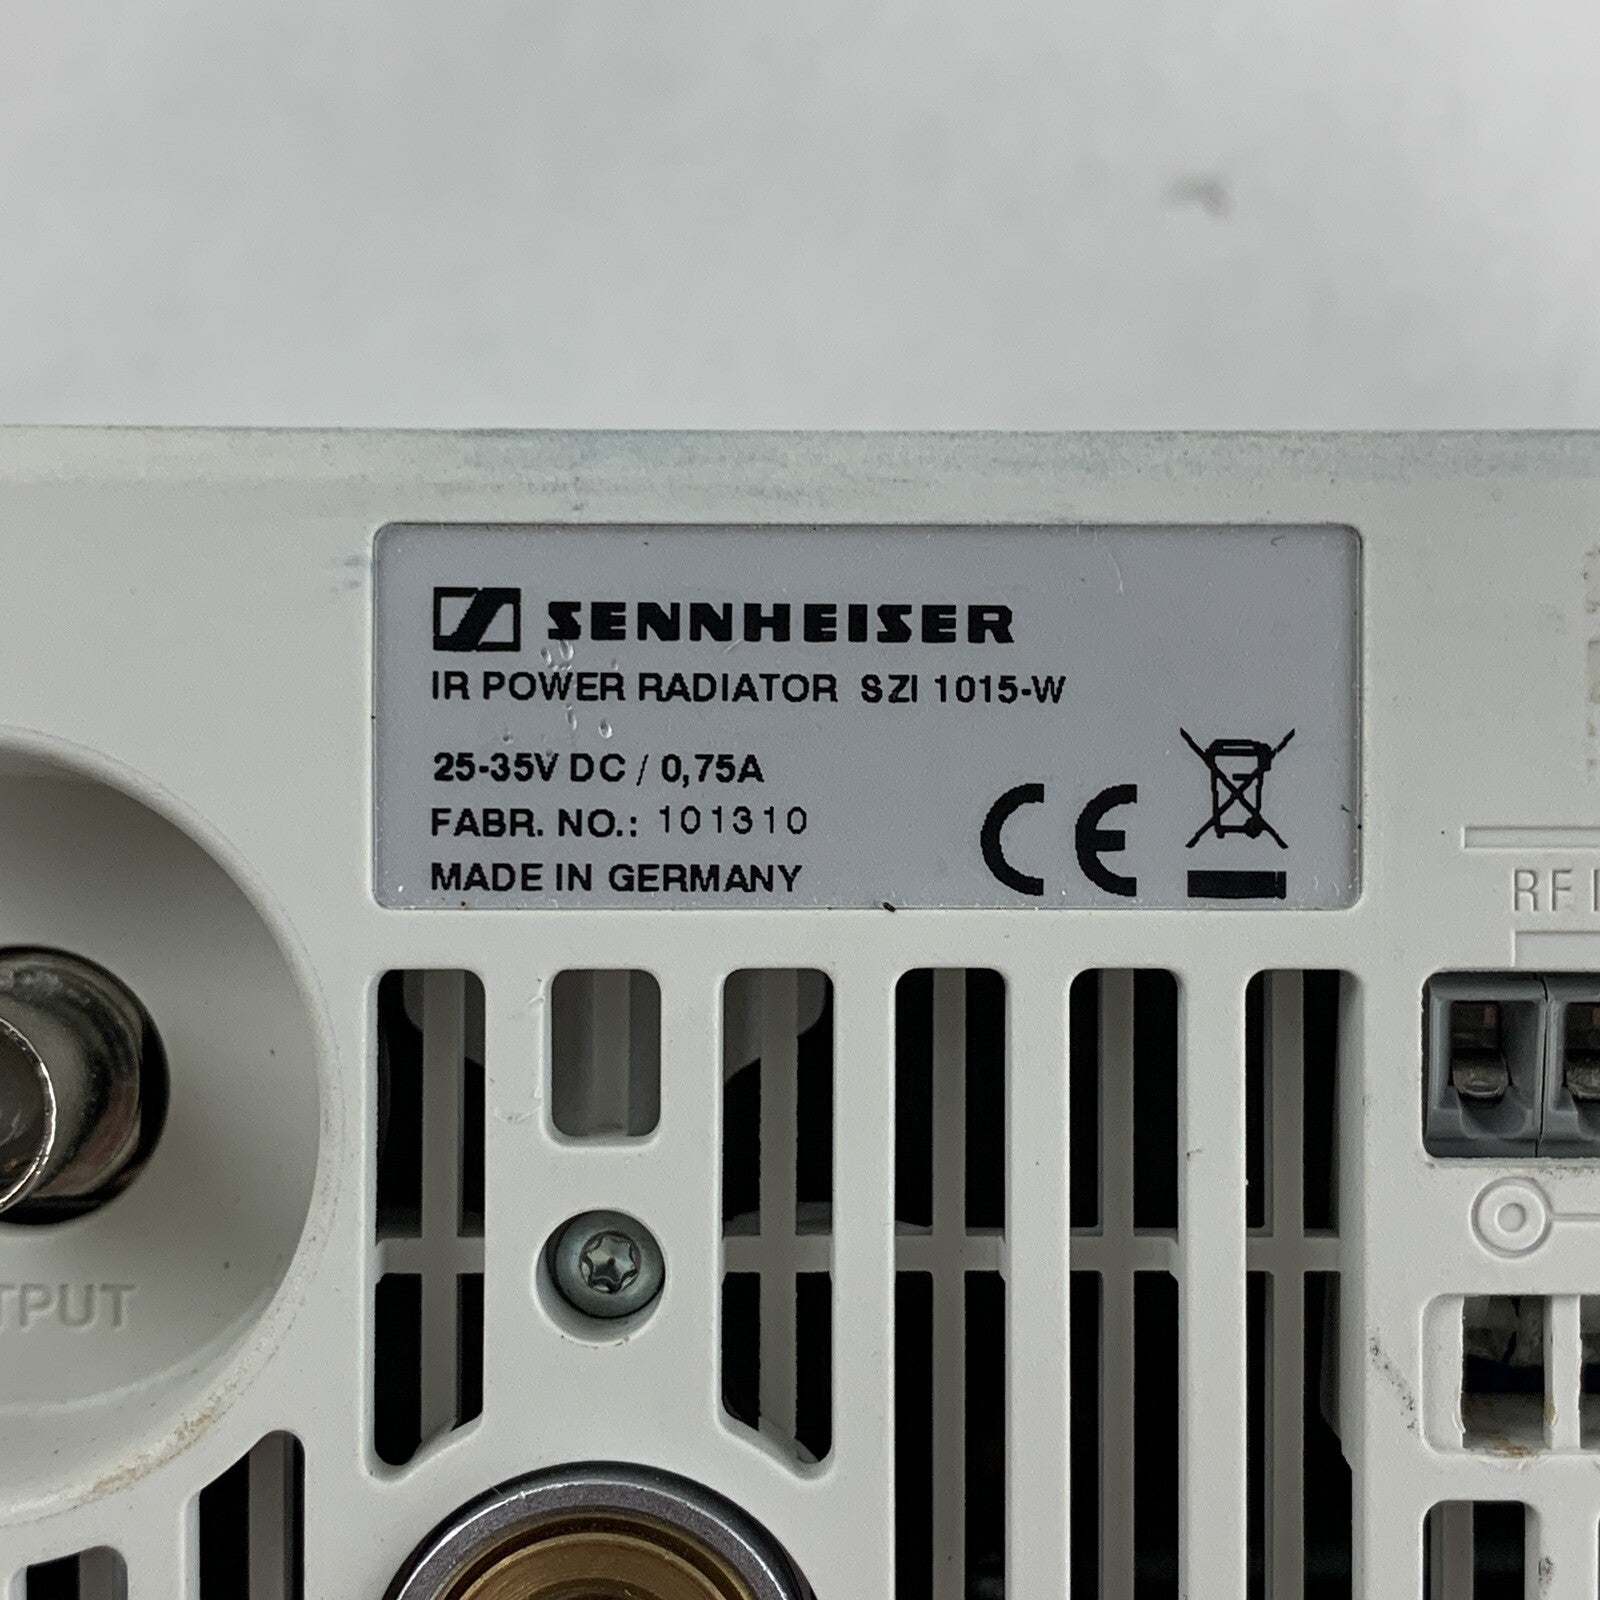 SENNHEISER
IR POWER RADIATOR SZI 1015-W
25-35V DC / 0,75A
FABR. NO.: 101310
MADE IN GERMANY
CE
RF
TPUT